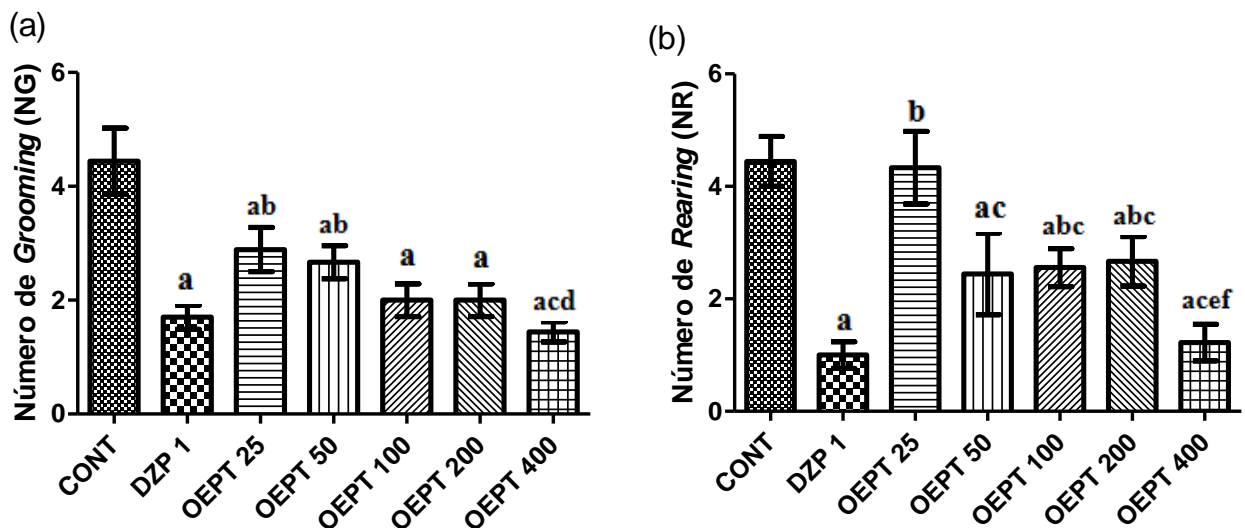 (a)
Número de Grooming (NG)
6
4
2
0
a
ab
ab
a
a
acd
CONT
DZP 1
OEPT 25
OEPT 50
OEPT 100
OEPT 200
OEPT 400
(b)
Número de Rearing (NR)
6
4
2
0
a
b
ac
abc
abc
acef
CONT
DZP 1
OEPT 25
OEPT 50
OEPT 100
OEPT 200
OEPT 400